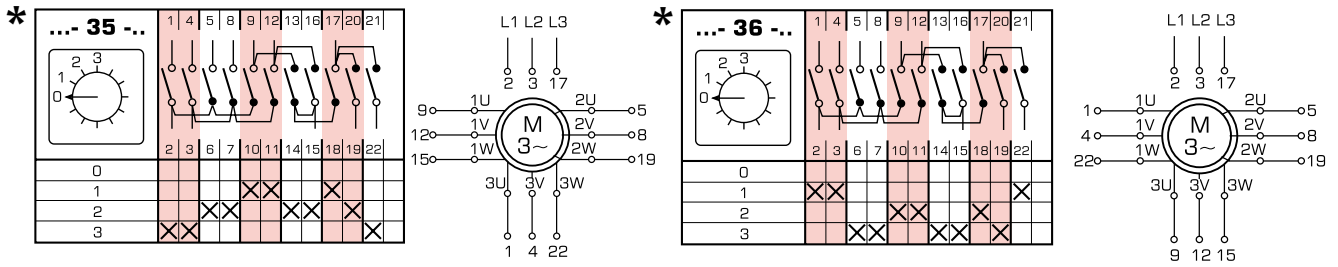 *
...- 35 -..
1 4 5 8 9 12 13 16 17 20 21
0 1 2 3
2 3 6 7 10 11 14 15 18 19 22
0
1 X X X
2 X X X X X
3 X X X
L1 L2 L3
2 3 17
9 1U 2U 5
12 1V 2V 8
15 1W 2W 19
M
3~
3U 3V 3W
1 4 22
*
...- 36 -..
1 4 5 8 9 12 13 16 17 20 21
0 1 2 3
2 3 6 7 10 11 14 15 18 19 22
0
1 X X X
2 X X X
3 X X X X X
L1 L2 L3
2 3 17
1 1U 2U 5
4 1V 2V 8
22 1W 2W 19
M
3~
3U 3V 3W
9 12 15